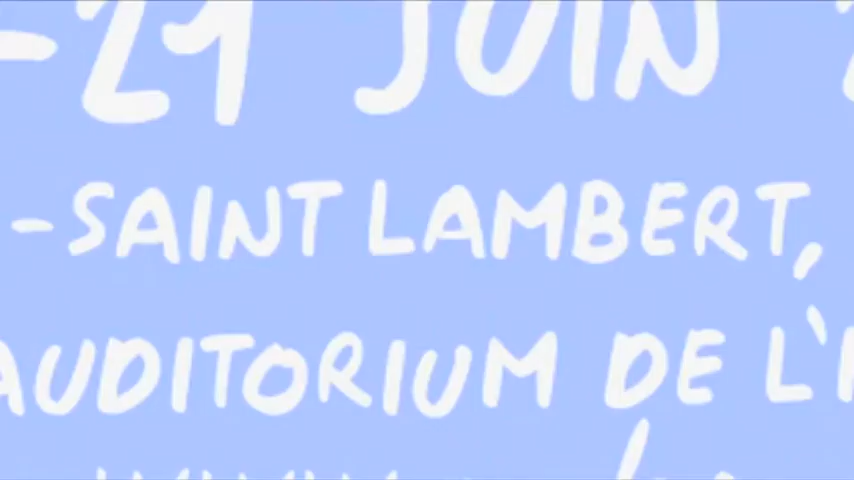 -21 JUIN
-SAINT LAMBERT,
AUDITORIUM DE L'